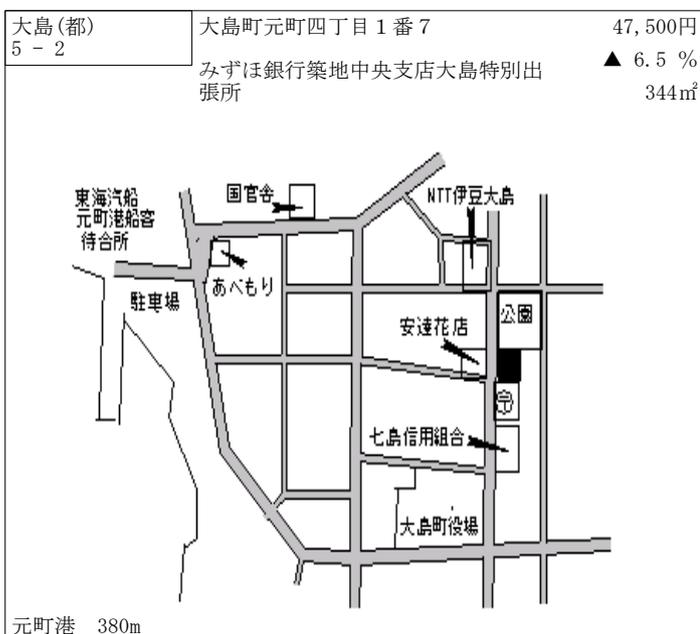 大島(都)
5 - 2
大島町元町四丁目1番7
みずほ銀行築地中央支店大島特別出
張所
47,500円
▲ 6.5 %
344㎡
東海汽船
元町港船客
待合所
国官舎
NTT伊豆大島
駐車場
あべもり
公園
安達花店
〒
七島信用組合
大島町役場
元町港 380m